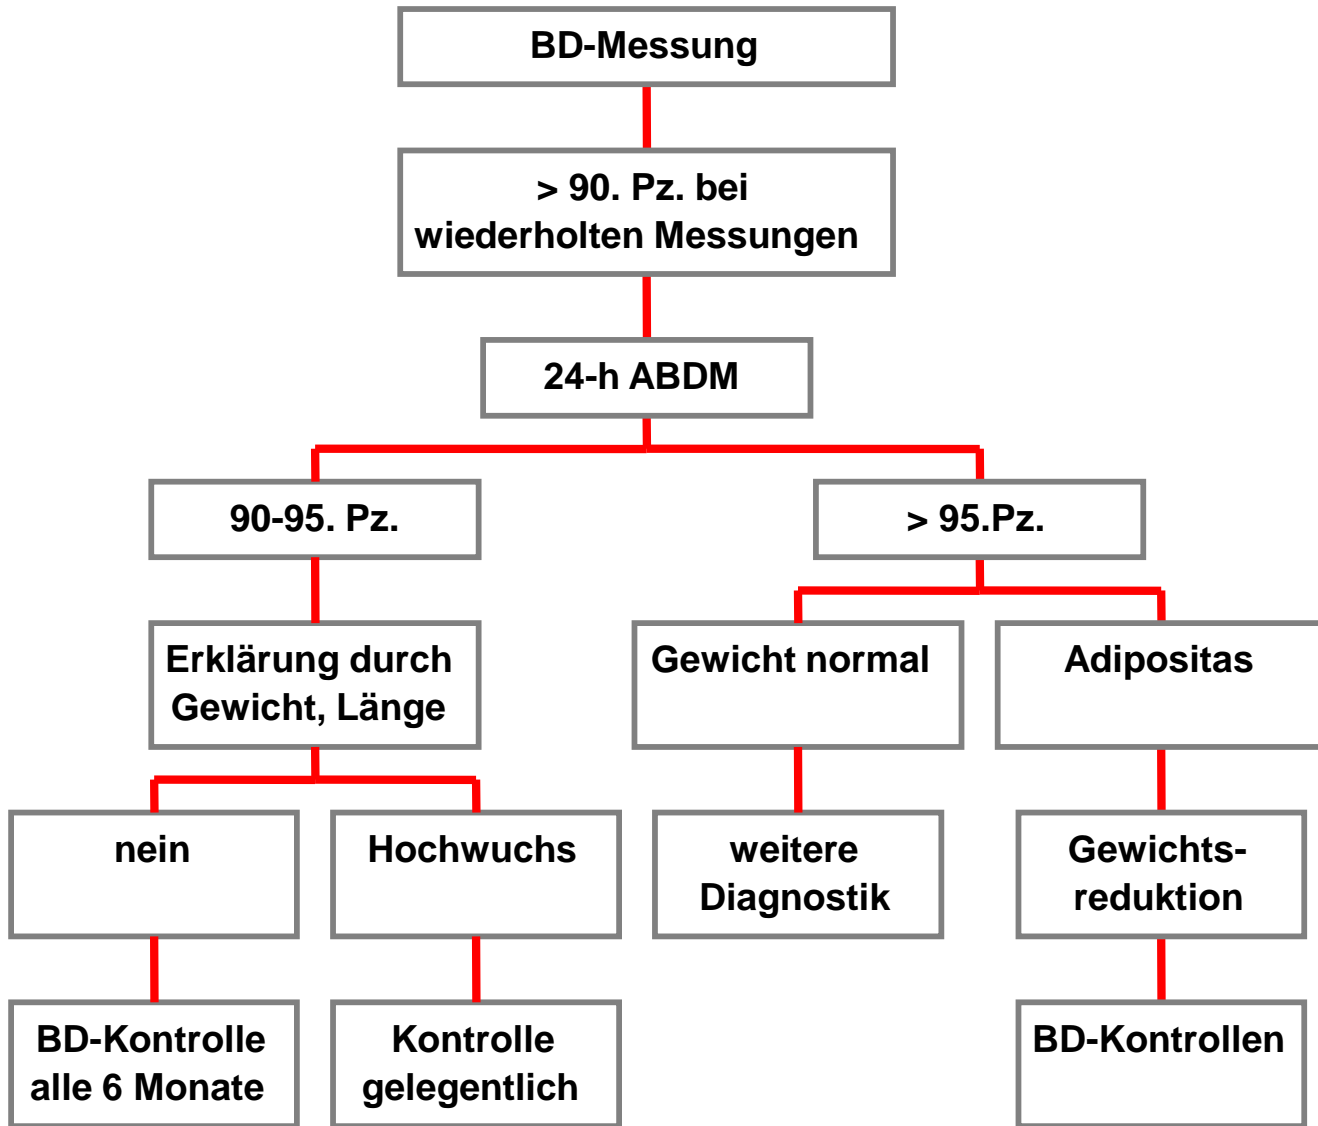 BD-Messung
> 90. Pz. bei
wiederholten Messungen
24-h ABDM
90-95. Pz.
> 95.Pz.
Erklärung durch
Gewicht, Länge
Gewicht normal
Adipositas
nein
Hochwuchs
weitere
Diagnostik
Gewichts-
reduktion
BD-Kontrolle
alle 6 Monate
Kontrolle
gelegentlich
BD-Kontrollen